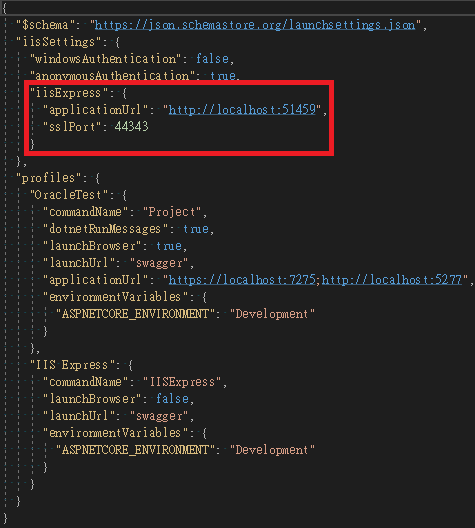 {
"$schema": "https://json.schemastore.org/launchsettings.json",
"iisSettings": {
"windowsAuthentication": false,
"anonymousAuthentication": true,
"iisExpress": {
"applicationUrl": "http://localhost:51459",
"sslPort": 44343
}
},
"profiles": {
"OracleTest": {
"commandName": "Project",
"dotnetRunMessages": true,
"launchBrowser": true,
"launchUrl": "swagger",
"applicationUrl": "https://localhost:7275;http://localhost:5277",
"environmentVariables": {
"ASPNETCORE_ENVIRONMENT": "Development"
}
},
"IIS Express": {
"commandName": "IISExpress",
"launchBrowser": false,
"launchUrl": "swagger",
"environmentVariables": {
"ASPNETCORE_ENVIRONMENT": "Development"
}
}
}
}